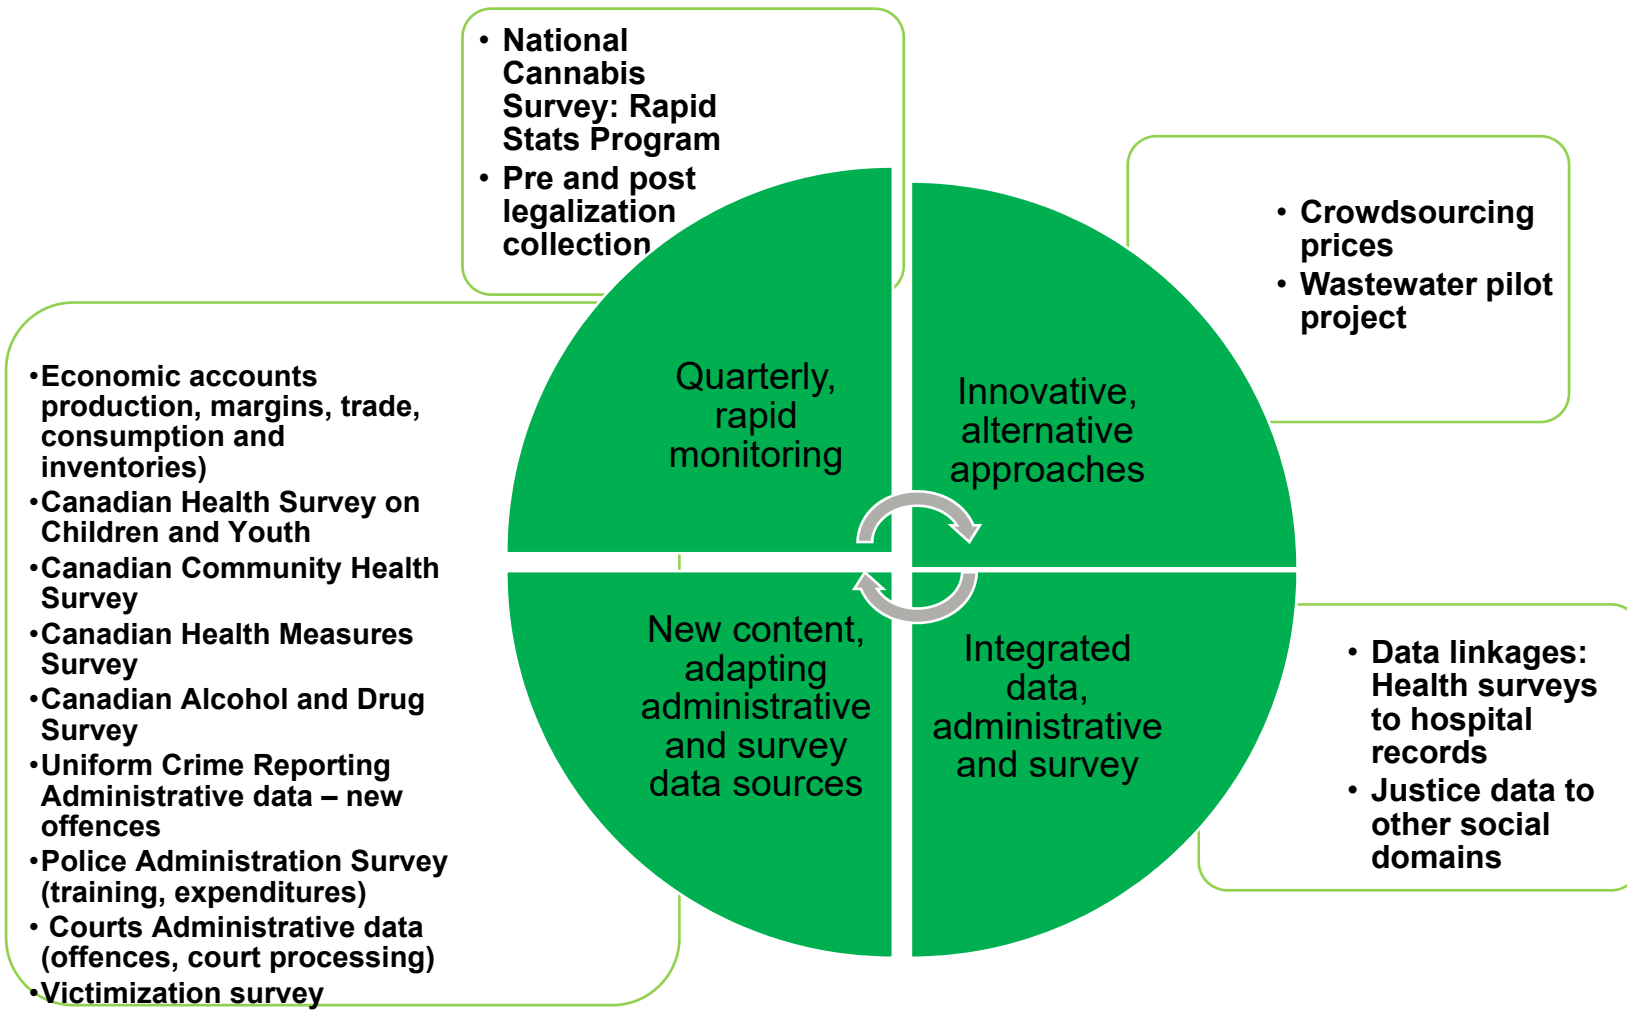 • National
Cannabis
Survey: Rapid
Stats Program
• Pre and post
legalization
collection
• Crowdsourcing
prices
• Wastewater pilot
project
Quarterly,
rapid
monitoring
Innovative,
alternative
approaches
•Economic accounts
production, margins, trade,
consumption and
inventories)
•Canadian Health Survey on
Children and Youth
•Canadian Community Health
Survey
•Canadian Health Measures
Survey
•Canadian Alcohol and Drug
Survey
•Uniform Crime Reporting
Administrative data – new
offences
•Police Administration Survey
(training, expenditures)
• Courts Administrative data
(offences, court processing)
•Victimization survey
New content,
adapting
administrative
and survey
data sources
Integrated
data,
administrative
and survey
• Data linkages:
Health surveys
to hospital
records
• Justice data to
other social
domains